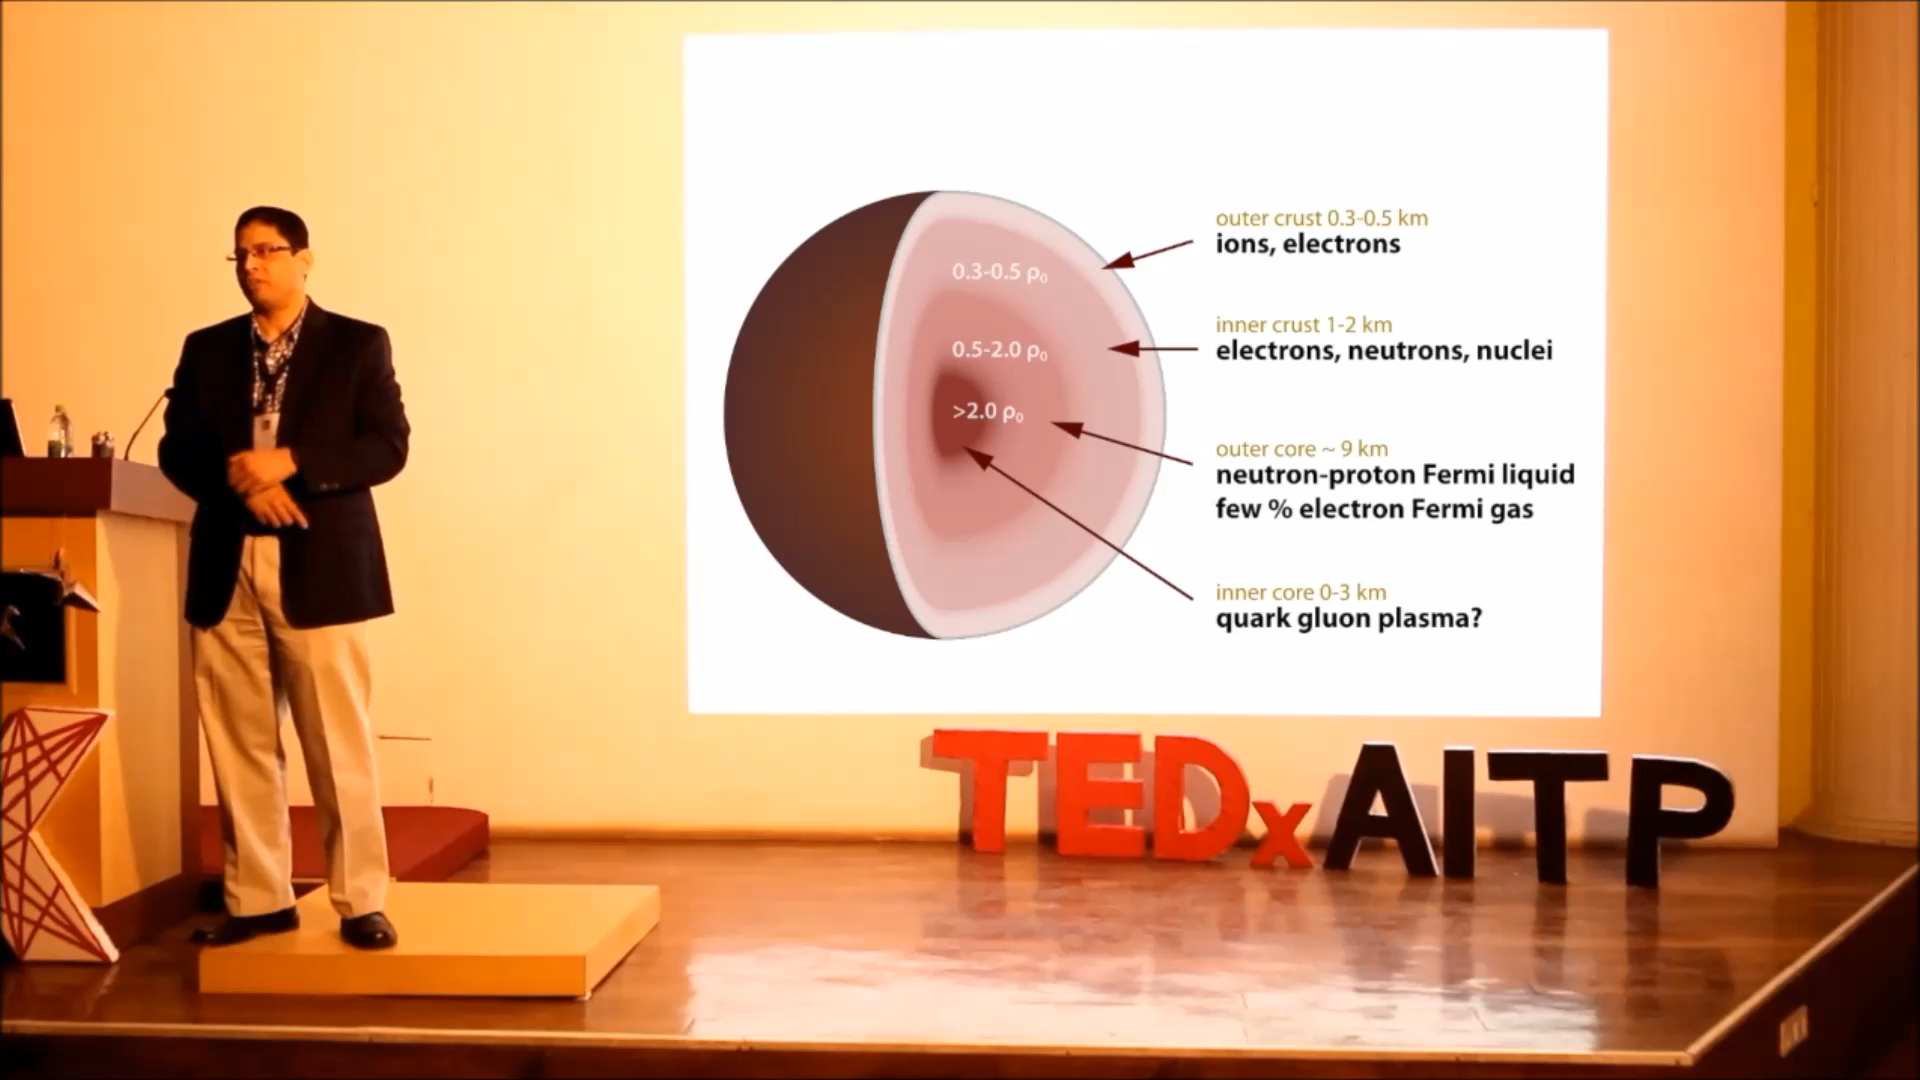 outer crust 0.3-0.5 km
ions, electrons
0.3-0.5 ρ₀
inner crust 1-2 km
electrons, neutrons, nuclei
0.5-2.0 ρ₀
>2.0 ρ₀
outer core ~ 9 km
neutron-proton Fermi liquid
few % electron Fermi gas
inner core 0-3 km
quark gluon plasma?
TEDxAITP